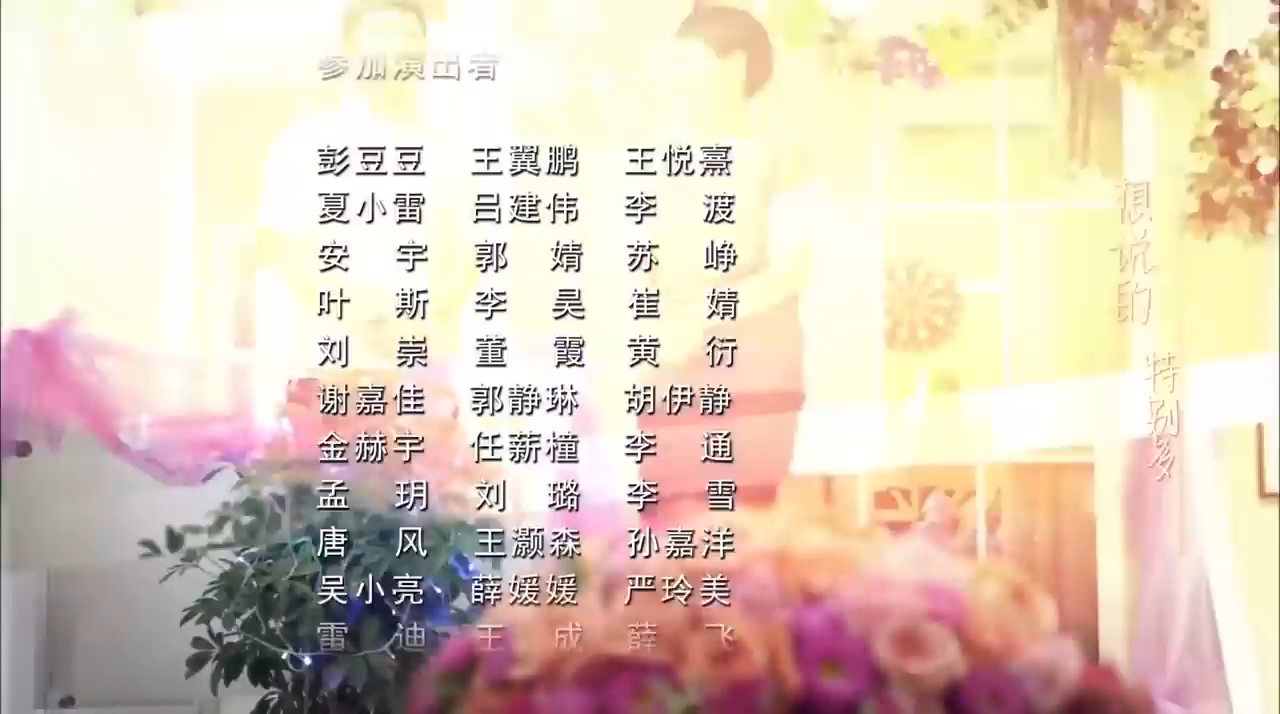 参加演出者
彭豆豆 王翼鹏 王悦熹
夏小雷 吕建伟 李 渡
安 宇 郭 婧 苏 峥
叶 斯 李 昊 崔 婧
刘 崇 董 霞 黄 衍
谢嘉佳 郭静琳 胡伊静
金赫宇 任薪橦 李 通
孟 玥 刘 璐 李 雪
唐 风 王灏森 孙嘉洋
吴小亮 薛媛媛 严玲美
雷 迪 王 成 薛 飞
想说的
特别多